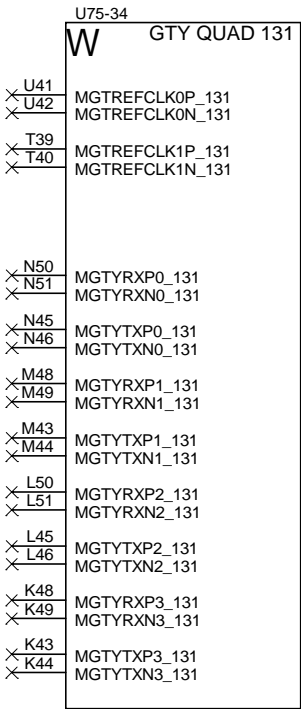 U75-34
W GTY QUAD 131
U41 MGTREFCLK0P_131
U42 MGTREFCLK0N_131
T39 MGTREFCLK1P_131
T40 MGTREFCLK1N_131
N50 MGTYRXP0_131
N51 MGTYRXN0_131
N45 MGTYTXP0_131
N46 MGTYTXN0_131
M48 MGTYRXP1_131
M49 MGTYRXN1_131
M43 MGTYTXP1_131
M44 MGTYTXN1_131
L50 MGTYRXP2_131
L51 MGTYRXN2_131
L45 MGTYTXP2_131
L46 MGTYTXN2_131
K48 MGTYRXP3_131
K49 MGTYRXN3_131
K43 MGTYTXP3_131
K44 MGTYTXN3_131